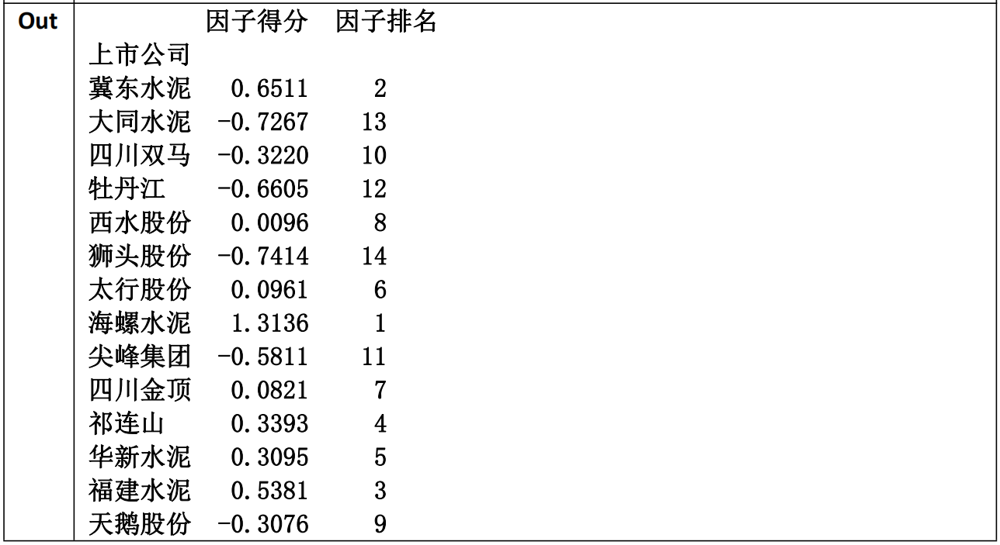 Out 因子得分 因子排名
上市公司
冀东水泥 0.6511 2
大同水泥 -0.7267 13
四川双马 -0.3220 10
牡丹江 -0.6605 12
西水股份 0.0096 8
狮头股份 -0.7414 14
太行股份 0.0961 6
海螺水泥 1.3136 1
尖峰集团 -0.5811 11
四川金顶 0.0821 7
祁连山 0.3393 4
华新水泥 0.3095 5
福建水泥 0.5381 3
天鹅股份 -0.3076 9